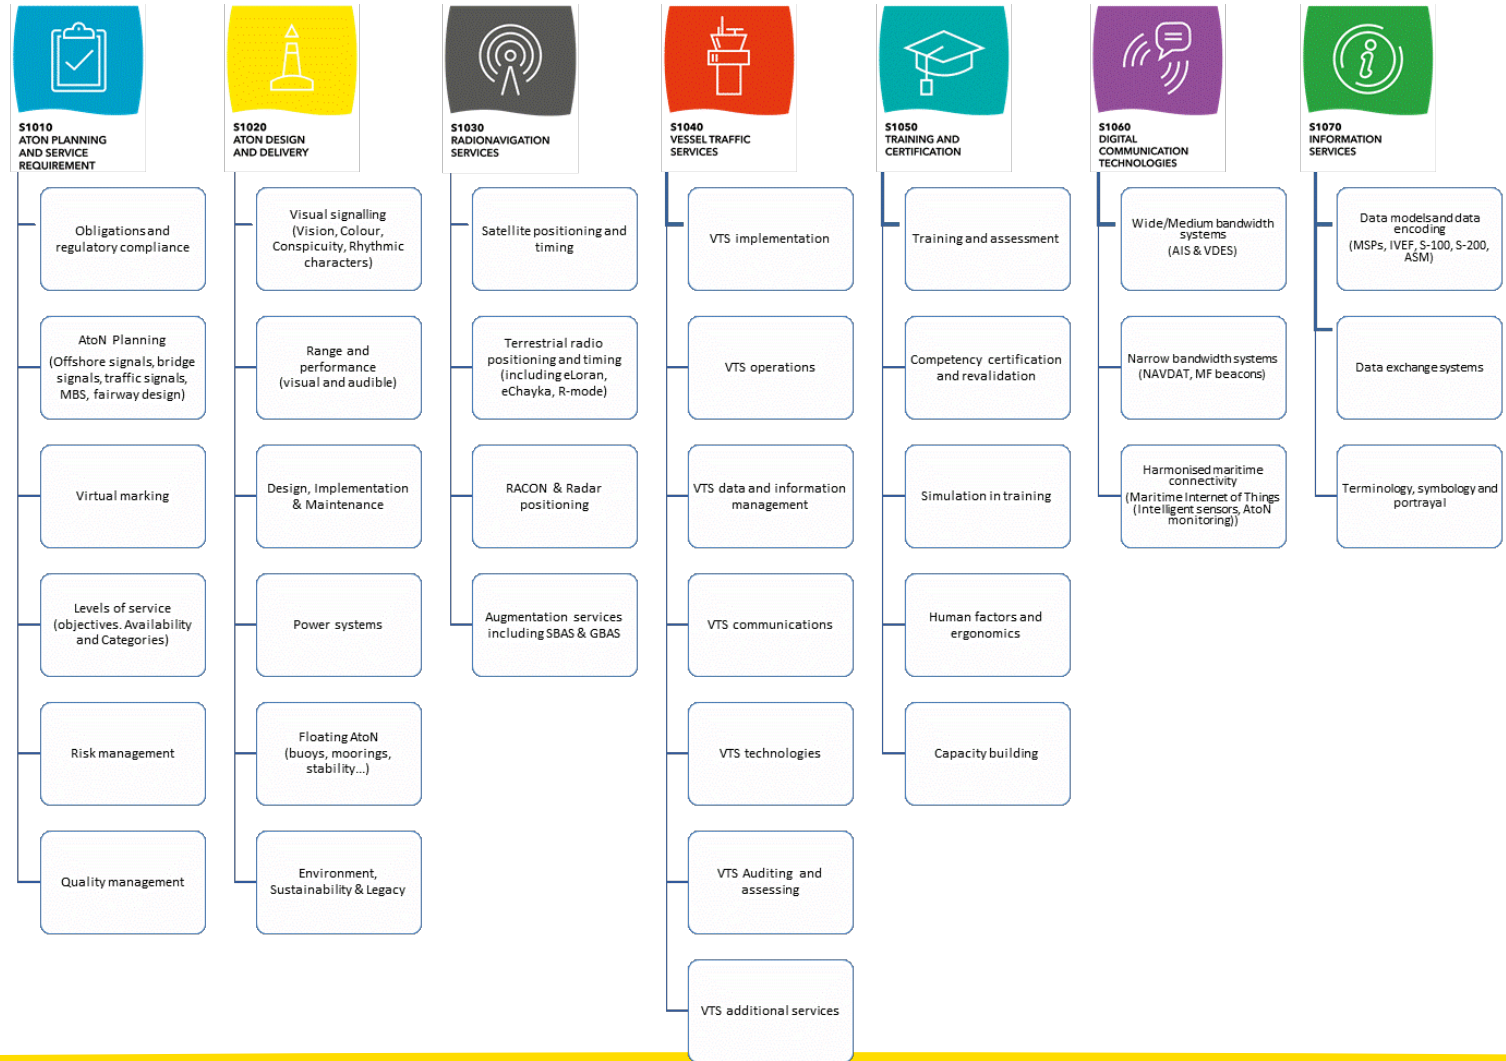 S1010
ATON PLANNING
AND SERVICE
REQUIREMENT
Obligations and
regulatory compliance
AtoN Planning
(Offshore signals, bridge
signals, traffic signals,
MBS, fairway design)
Virtual marking
Levels of service
(objectives. Availability
and Categories)
Risk management
Quality management
S1020
ATON DESIGN
AND DELIVERY
Visual signalling
(Vision, Colour,
Conspicuity, Rhythmic
characters)
Range and
performance
(visual and audible)
Design, Implementation
& Maintenance
Power systems
Floating AtoN
(buoys, moorings,
stability...)
Environment,
Sustainability & Legacy
S1030
RADIONAVIGATION
SERVICES
Satellite positioning and
timing
Terrestrial radio
positioning and timing
(including eLoran,
eChayka, R-mode)
RACON & Radar
positioning
Augmentation services
including SBAS & GBAS
S1040
VESSEL TRAFFIC
SERVICES
VTS implementation
VTS operations
VTS data and information
management
VTS communications
VTS technologies
VTS Auditing and
assessing
VTS additional services
S1050
TRAINING AND
CERTIFICATION
Training and assessment
Competency certification
and revalidation
Simulation in training
Human factors and
ergonomics
Capacity building
S1060
DIGITAL
COMMUNICATION
TECHNOLOGIES
Wide/Medium bandwidth
systems
(AIS & VDES)
Narrow bandwidth systems
(NAVDAT, MF beacons)
Harmonised maritime
connectivity
(Maritime Internet of Things
(Intelligent sensors, AtoN
monitoring))
S1070
INFORMATION
SERVICES
Data models and data
encoding
(MSPs, IVEF, S-100, S-200,
ASM)
Data exchange systems
Terminology, symbology and
portrayal